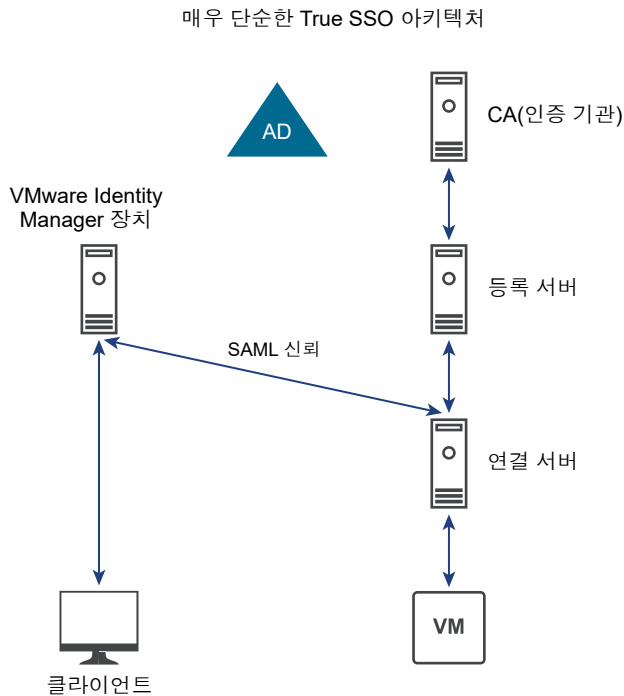 매우 단순한 True SSO 아키텍처
AD
CA(인증 기관)
VMware Identity
Manager 장치
등록 서버
SAML 신뢰
연결 서버
VM
클라이언트